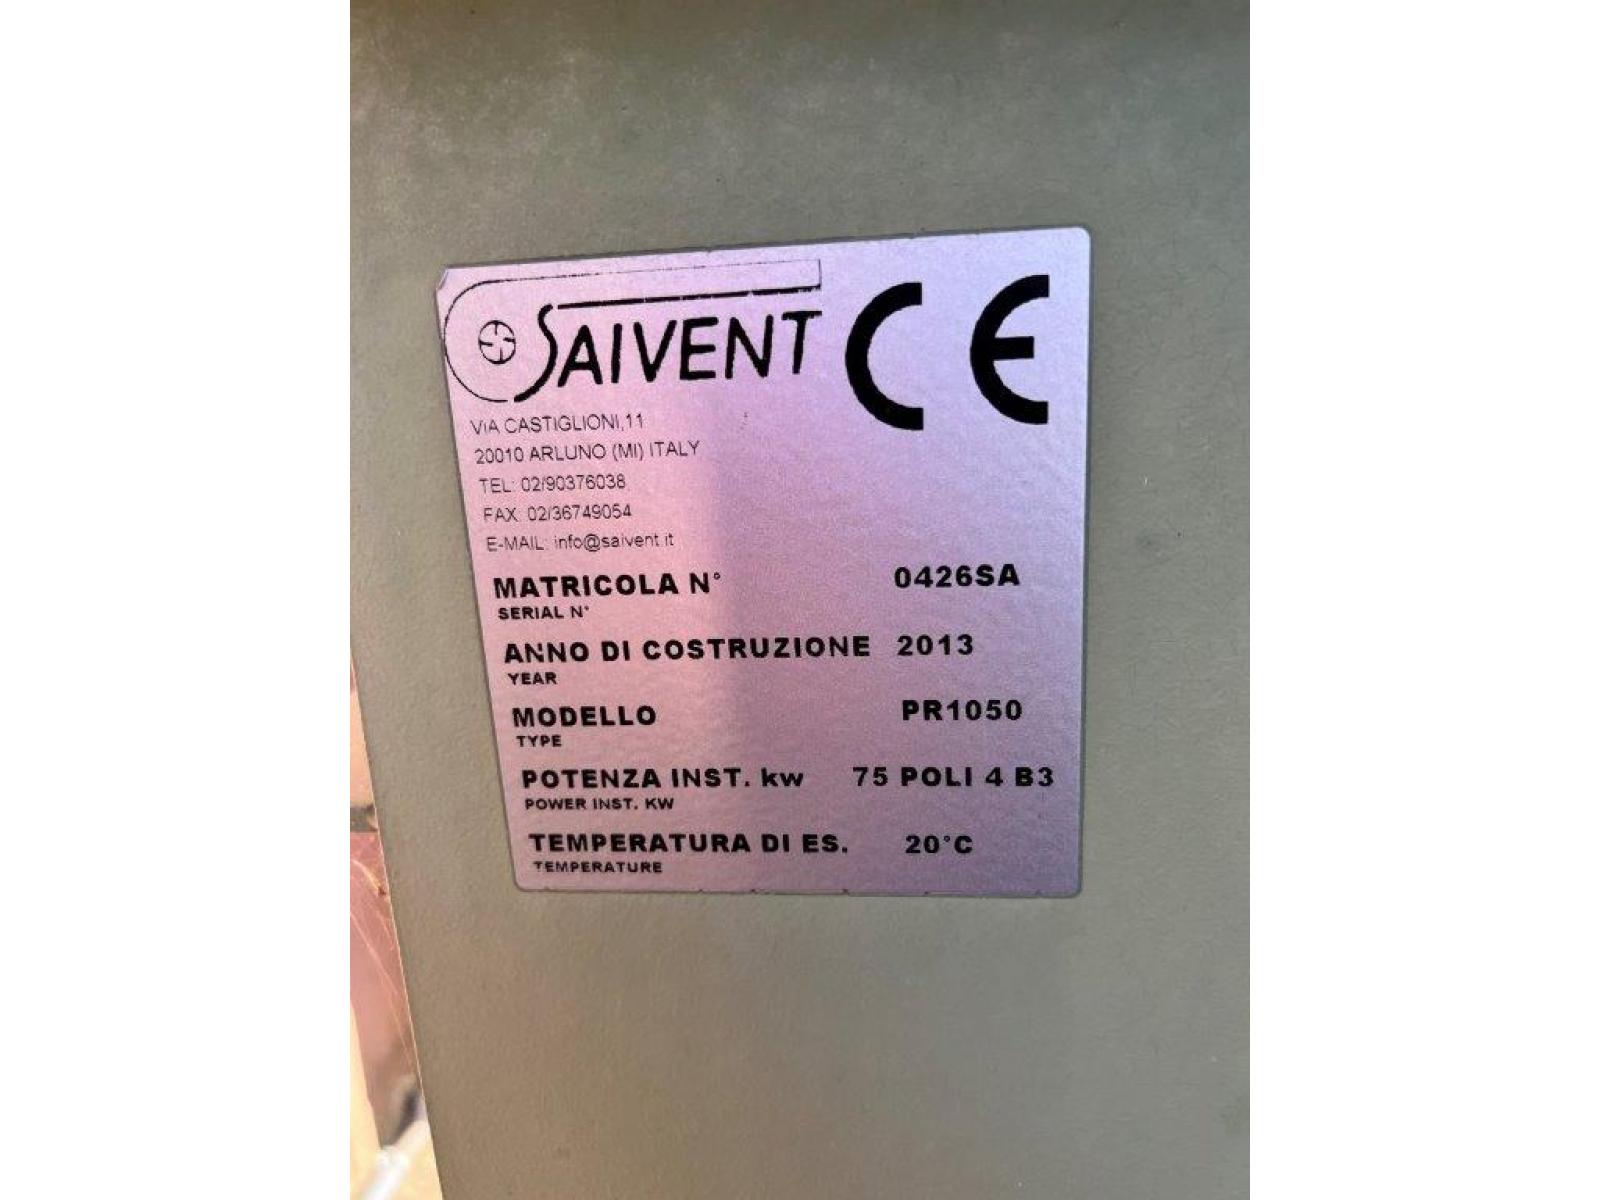 SAIVENT CE
VIA CASTIGLIONI,11
20010 ARLUNO (MI) ITALY
TEL: 02/90376038
FAX: 02/36749054
E-MAIL: info@saivent.it
MATRICOLA N° 0426SA
SERIAL N°
ANNO DI COSTRUZIONE 2013
YEAR
MODELLO PR1050
TYPE
POTENZA INST. kw 75 POLI 4 B3
POWER INST. KW
TEMPERATURA DI ES. 20°C
TEMPERATURE